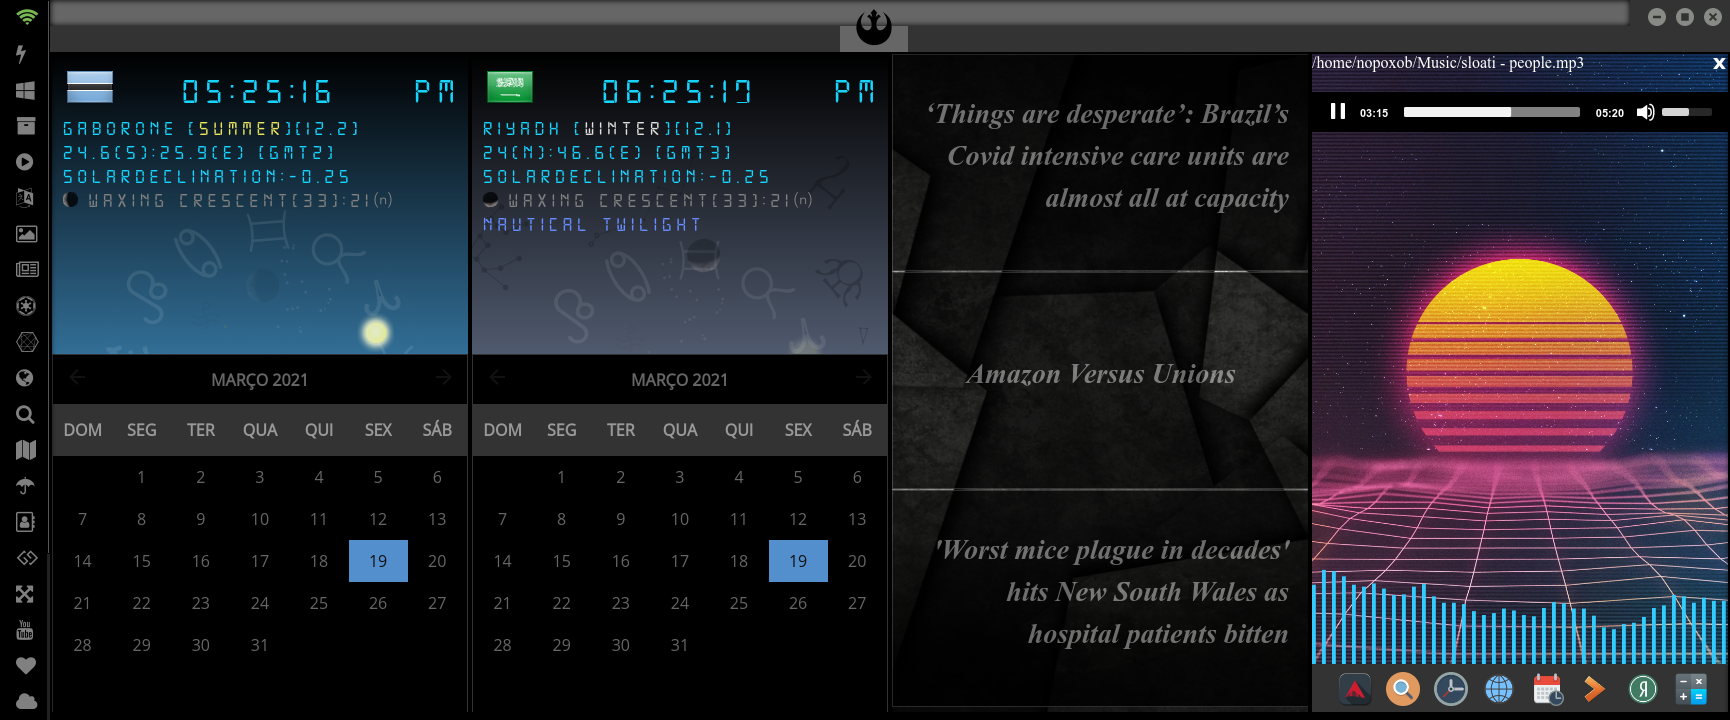 /home/nopoxob/Music/sloati - people.mp3
x
05:25:16 PM
GABORONE [SUMMER][12.2]
24.6(S):25.9(E) [GMT2]
SOLARDECLINATION:-0.25
WAXING CRESCENT(33):21(n)
06:25:17 PM
RIYADH [WINTER][12.1]
24(N):46.6(E) [GMT3]
SOLARDECLINATION:-0.25
WAXING CRESCENT(33):21(n)
NAUTICAL TWILIGHT
MARÇO 2021
DOM SEG TER QUA QUI SEX SÁB
1 2 3 4 5 6
7 8 9 10 11 12 13
14 15 16 17 18 19 20
21 22 23 24 25 26 27
28 29 30 31
MARÇO 2021
DOM SEG TER QUA QUI SEX SÁB
1 2 3 4 5 6
7 8 9 10 11 12 13
14 15 16 17 18 19 20
21 22 23 24 25 26 27
28 29 30 31
‘Things are desperate’: Brazil’s
Covid intensive care units are
almost all at capacity
Amazon Versus Unions
'Worst mice plague in decades'
hits New South Wales as
hospital patients bitten
03:15 05:20
You
Tube
Я